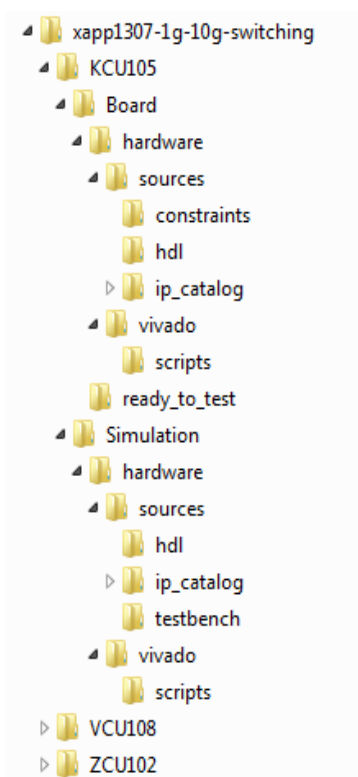 xapp1307-1g-10g-switching
KCU105
Board
hardware
sources
constraints
hdl
ip_catalog
vivado
scripts
ready_to_test
Simulation
hardware
sources
hdl
ip_catalog
testbench
vivado
scripts
VCU108
ZCU102